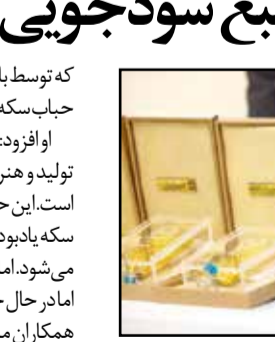 بع سودجویی
که توسط با
حباب سکه
او افزود:
تولید و هنر
است. این ح
سکه یادبود
می‌شود. اما
اما در حال ح
همکاران م